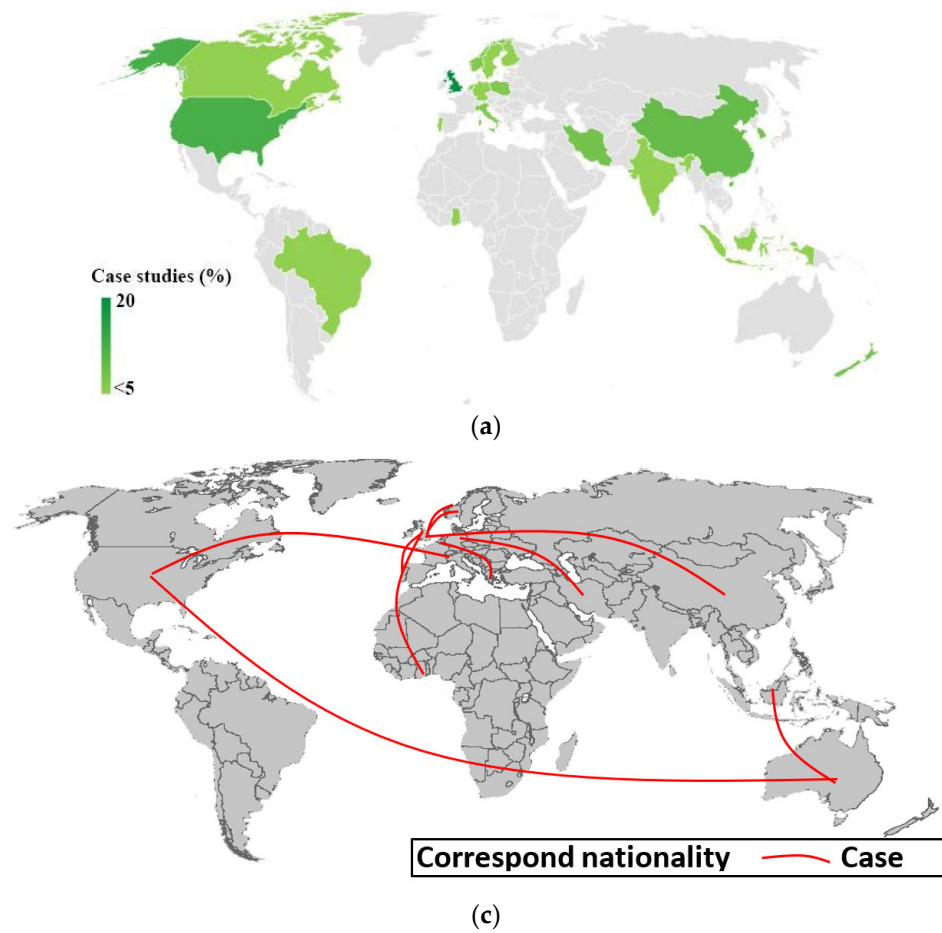 Case studies (%)
20
<5
(a)
Correspond nationality Case
(c)